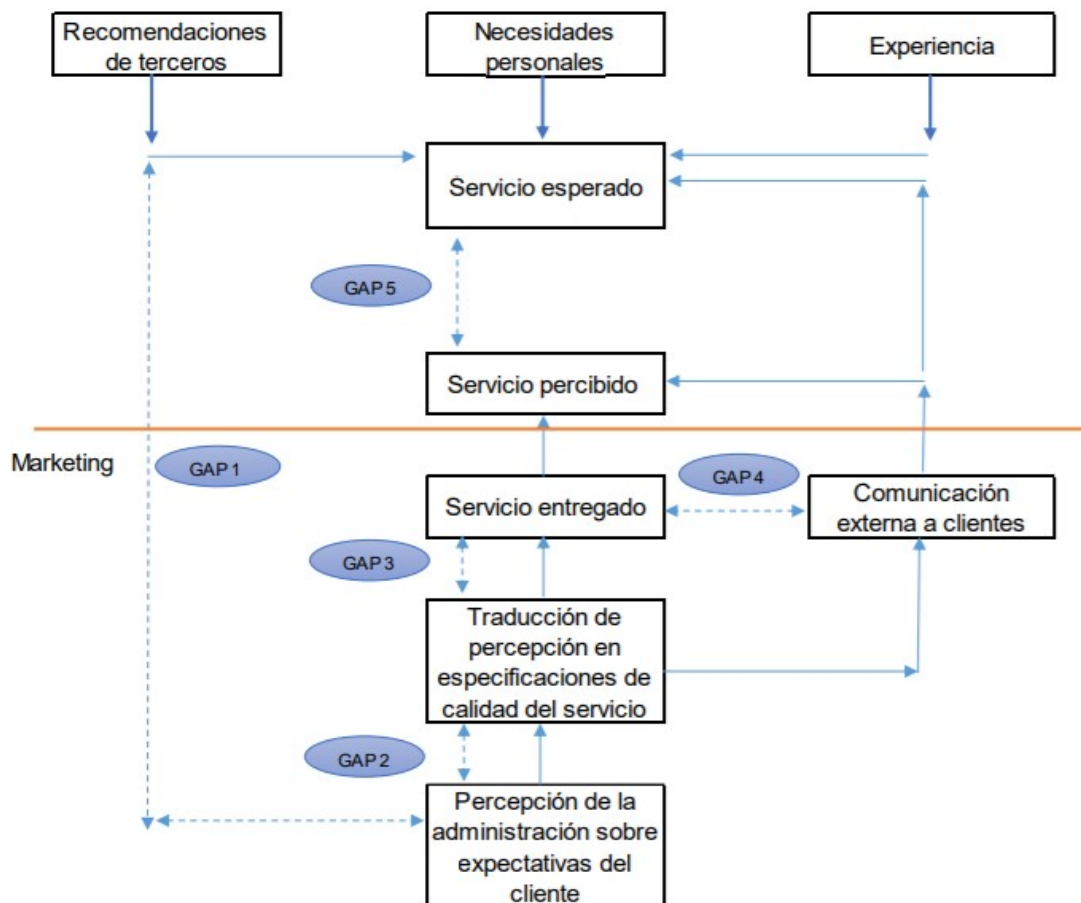 Recomendaciones
de terceros
Necesidades
personales
Experiencia
Servicio esperado
GAP 5
Servicio percibido
Marketing
GAP 1
GAP 4
Servicio entregado
Comunicación
externa a clientes
GAP 3
Traducción de
percepción en
especificaciones de
calidad del servicio
GAP 2
Percepción de la
administración sobre
expectativas del
cliente